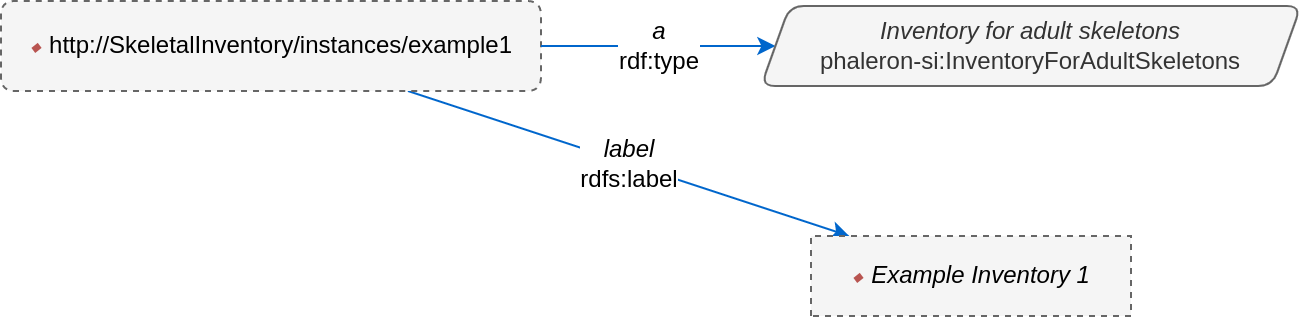 http://SkeletalInventory/instances/example1
a
rdf:type
Inventory for adult skeletons
phaleron-si:InventoryForAdultSkeletons
label
rdfs:label
Example Inventory 1